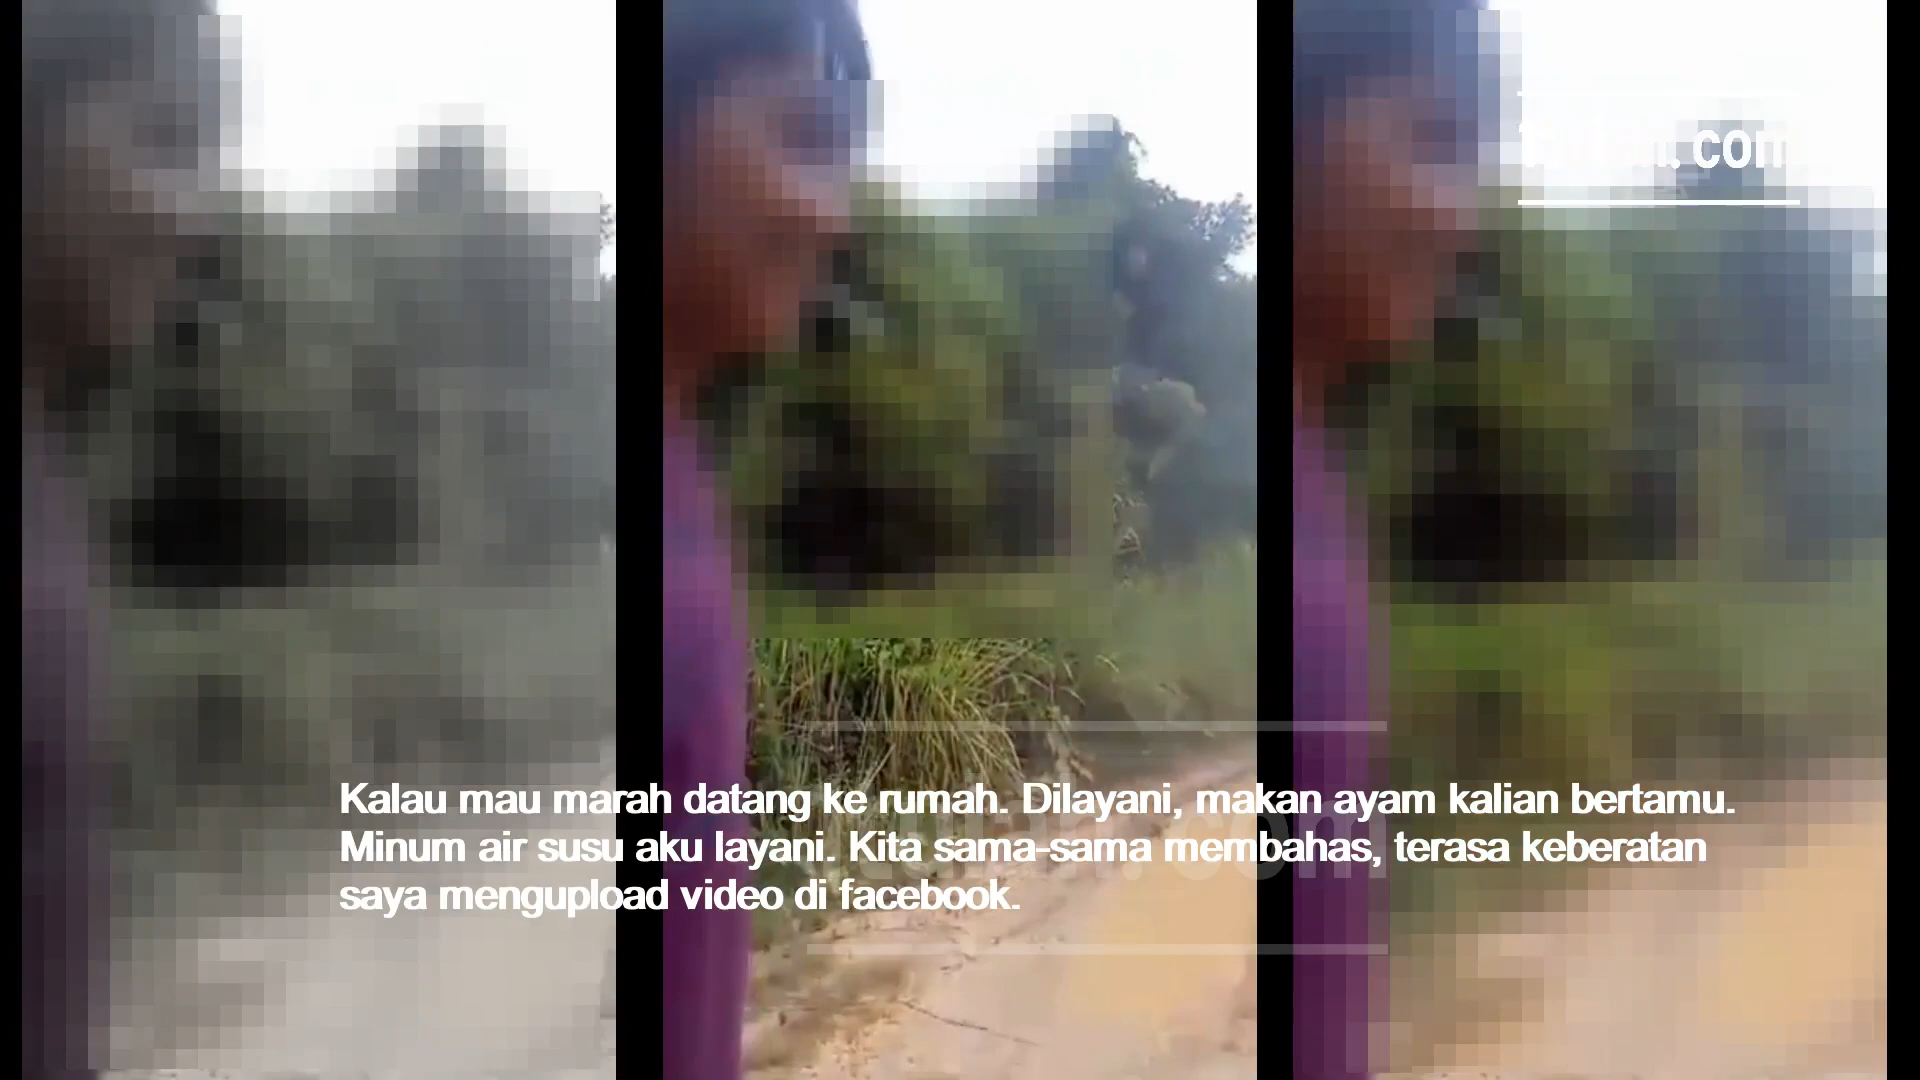 . com
Kalau mau marah datang ke rumah. Dilayani, makan ayam kalian bertamu.
Minum air susu aku layani. Kita sama-sama membahas, terasa keberatan
saya mengupload video di facebook.